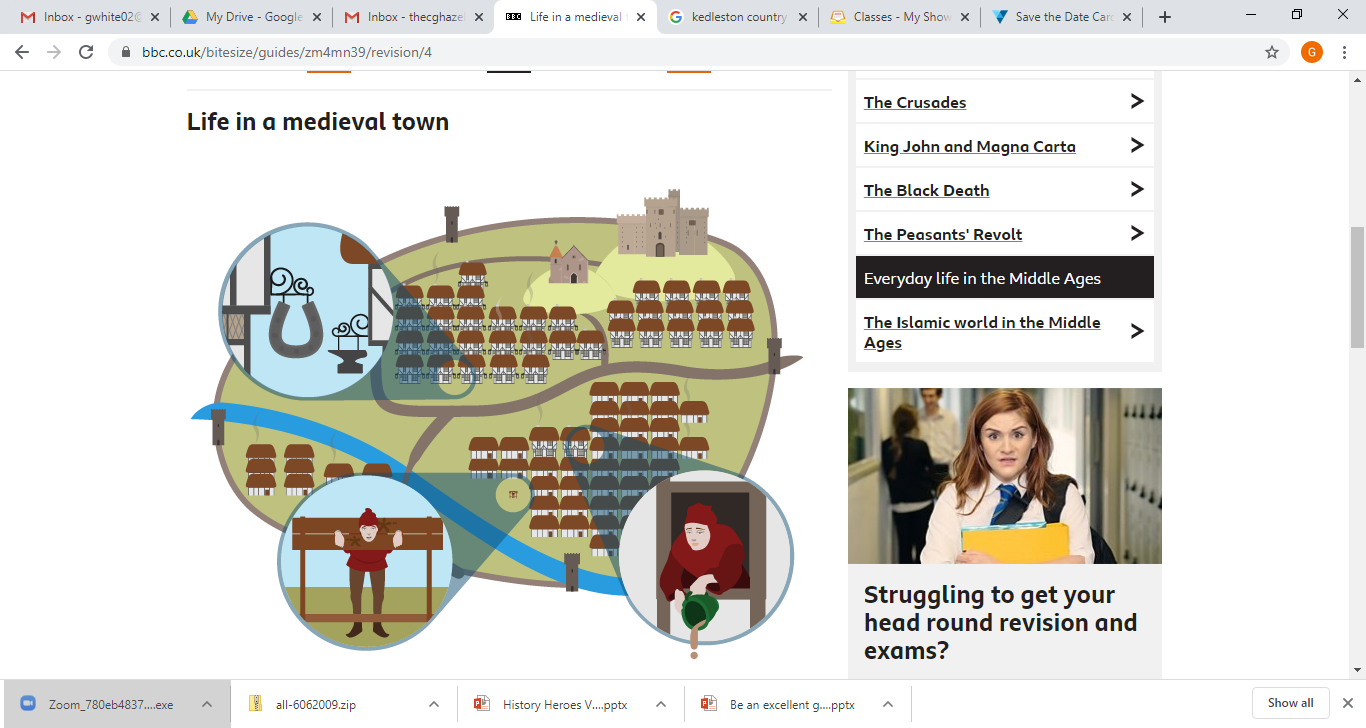 Inbox - gwhite02@
My Drive - Google
Inbox - thecghazel
BBC
Life in a medieval t
kedleston country
Classes - My Show
Save the Date Card
bbc.co.uk/bitesize/guides/zm4mn39/revision/4
G
Life in a medieval town
The Crusades
King John and Magna Carta
The Black Death
The Peasants' Revolt
Everyday life in the Middle Ages
The Islamic world in the Middle
Ages
Struggling to get your
head round revision and
exams?
Zoom_780eb4837....exe
all-6062009.zip
History Heroes V....pptx
Be an excellent g....pptx
Show all